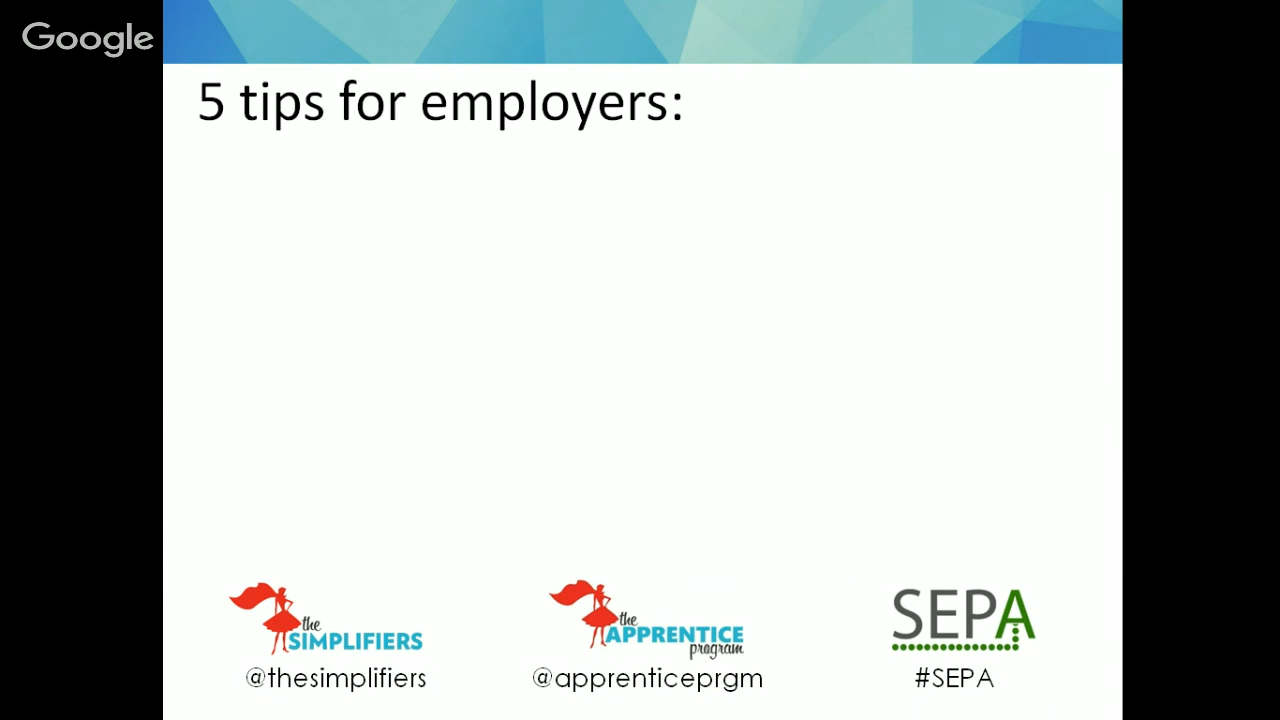 Google
5 tips for employers:
the
SIMPLIFIERS
@thesimplifiers
the
APPRENTICE
program
@apprenticeprgm
SEPA
#SEPA